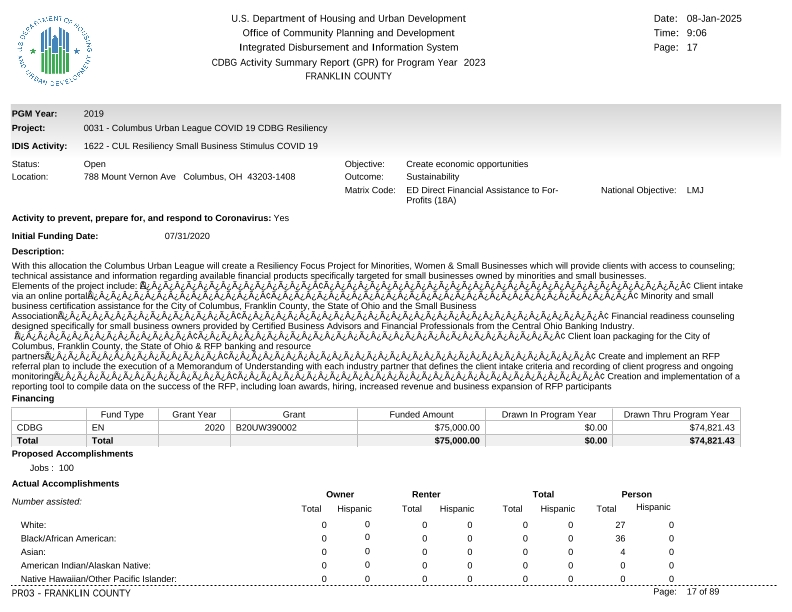 U.S. Department of Housing and Urban Development
Office of Community Planning and Development
Integrated Disbursement and Information System
CDBG Activity Summary Report (GPR) for Program Year 2023
FRANKLIN COUNTY
Date: 08-Jan-2025
Time: 9:06
Page: 17
U.S. DEPARTMENT OF HOUSING AND URBAN DEVELOPMENT
PGM Year: 2019
Project: 0031 - Columbus Urban League COVID 19 CDBG Resiliency
IDIS Activity: 1622 - CUL Resiliency Small Business Stimulus COVID 19
Status: Open Objective: Create economic opportunities
Location: 788 Mount Vernon Ave Columbus, OH 43203-1408 Outcome: Sustainability
Matrix Code: ED Direct Financial Assistance to For-Profits (18A) National Objective: LMJ
Activity to prevent, prepare for, and respond to Coronavirus: Yes
Initial Funding Date: 07/31/2020
Description:
With this allocation the Columbus Urban League will create a Resiliency Focus Project for Minorities, Women & Small Businesses which will provide clients with access to counseling;
technical assistance and information regarding available financial products specifically targeted for small businesses owned by minorities and small businesses.
Elements of the project include: Client intake
via an online portal Minority and small
business certification assistance for the City of Columbus, Franklin County, the State of Ohio and the Small Business
Association Financial readiness counseling
designed specifically for small business owners provided by Certified Business Advisors and Financial Professionals from the Central Ohio Banking Industry.
Client loan packaging for the City of
Columbus, Franklin County, the State of Ohio & RFP banking and resource
partners Create and implement an RFP
referral plan to include the execution of a Memorandum of Understanding with each industry partner that defines the client intake criteria and recording of client progress and ongoing
monitoring Creation and implementation of a
reporting tool to compile data on the success of the RFP, including loan awards, hiring, increased revenue and business expansion of RFP participants
Financing
Fund Type Grant Year Grant Funded Amount Drawn In Program Year Drawn Thru Program Year
CDBG EN 2020 B20UW390002 $75,000.00 $0.00 $74,821.43
Total Total $75,000.00 $0.00 $74,821.43
Proposed Accomplishments
Jobs : 100
Actual Accomplishments
Number assisted:
Owner Renter Total Person
Total Hispanic Total Hispanic Total Hispanic Total Hispanic
White: 0 0 0 0 0 0 27 0
Black/African American: 0 0 0 0 0 0 36 0
Asian: 0 0 0 0 0 0 4 0
American Indian/Alaskan Native: 0 0 0 0 0 0 0 0
Native Hawaiian/Other Pacific Islander: 0 0 0 0 0 0 0 0
PR03 - FRANKLIN COUNTY Page: 17 of 89